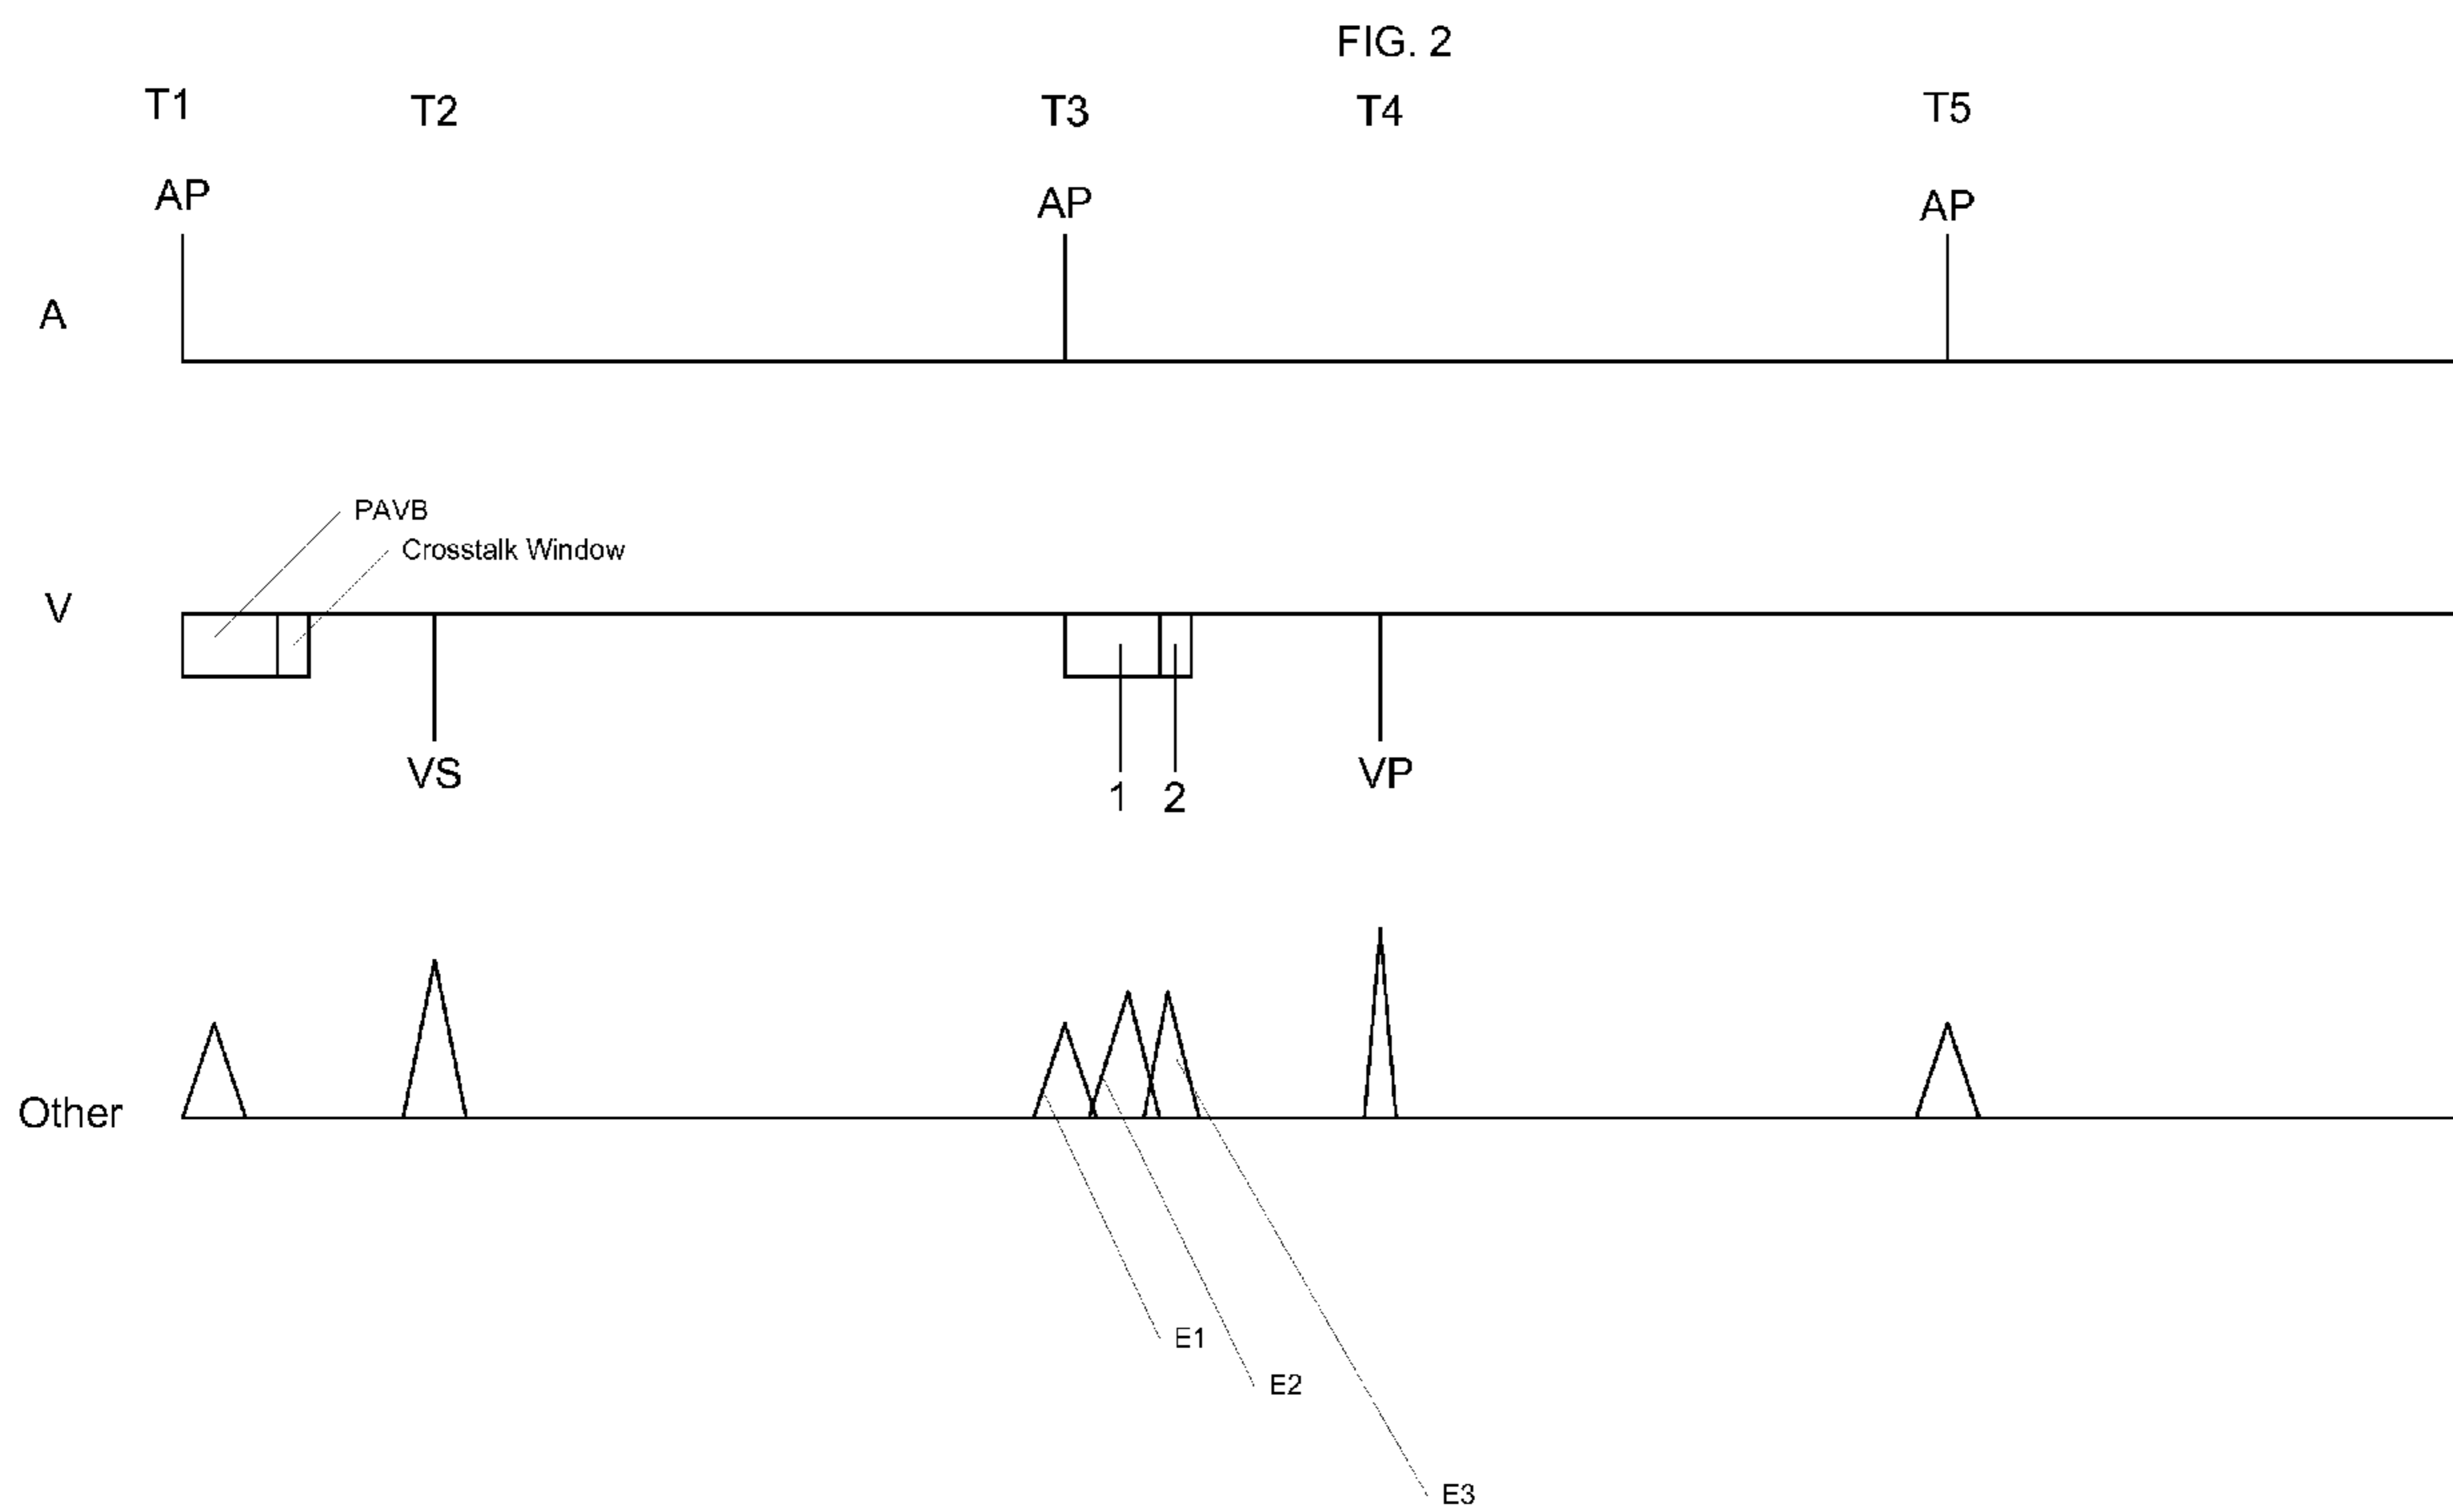 FIG. 2
T1 T2 T3 T4 T5
AP AP AP
A
PAVB
Crosstalk Window
V
VS VP
1 2
Other
E1
E2
E3